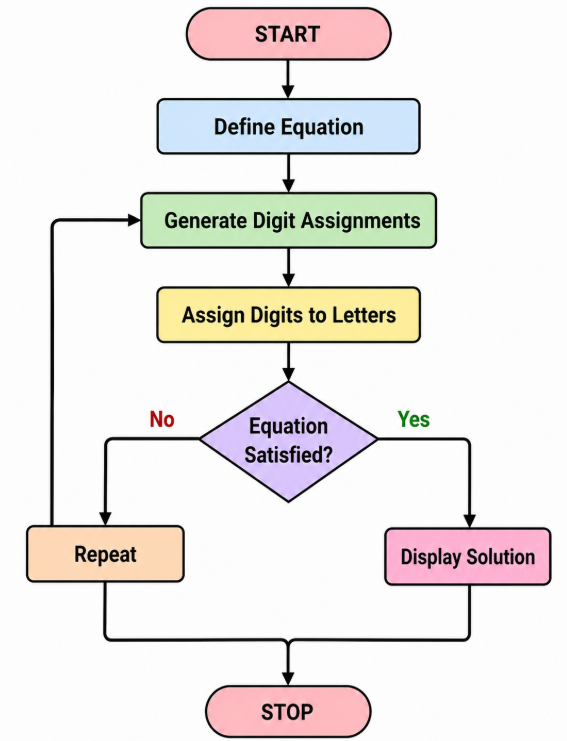 START
Define Equation
Generate Digit Assignments
Assign Digits to Letters
No
Yes
Equation
Satisfied?
Repeat
Display Solution
STOP